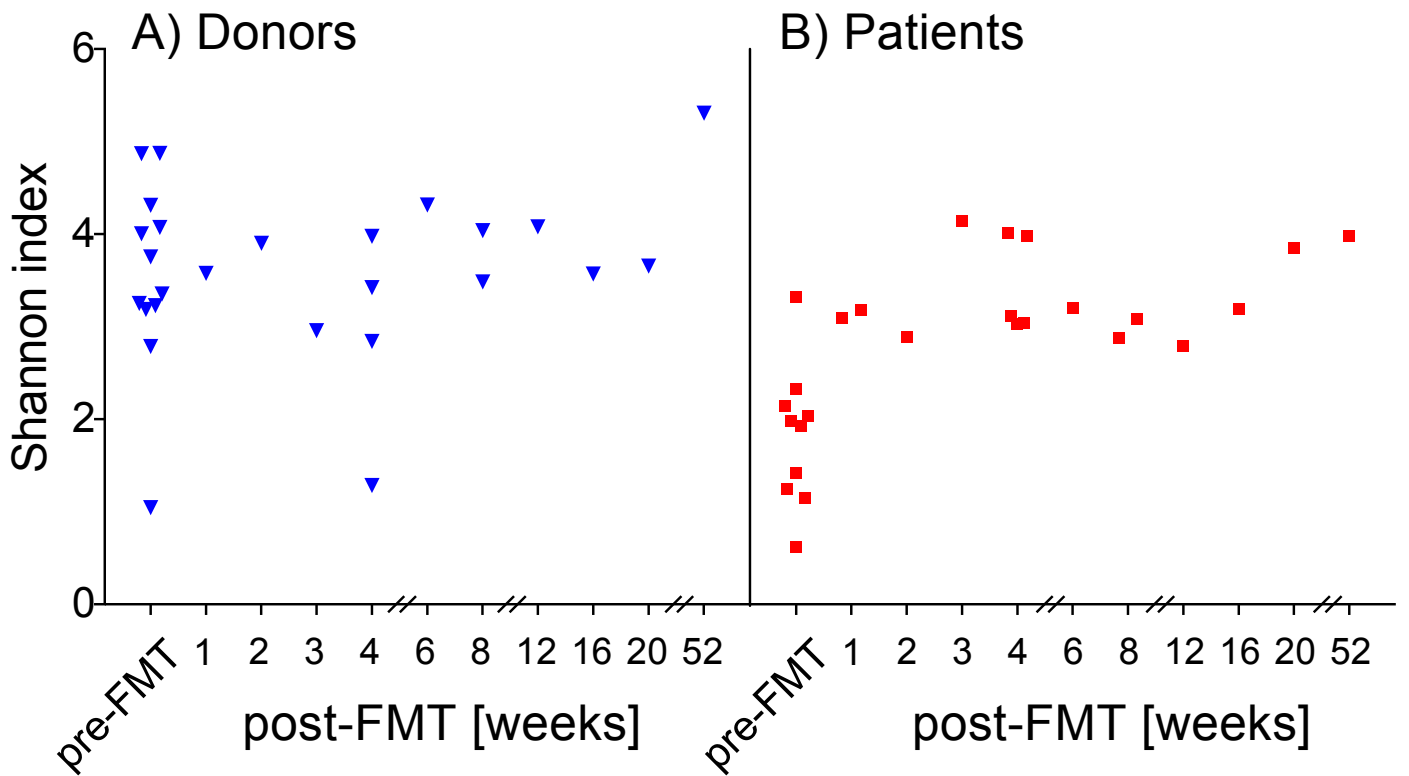 A) Donors
B) Patients
Shannon index
6
4
2
0
pre-FMT 1 2 3 4 6 8 12 16 20 52
post-FMT [weeks]
pre-FMT 1 2 3 4 6 8 12 16 20 52
post-FMT [weeks]